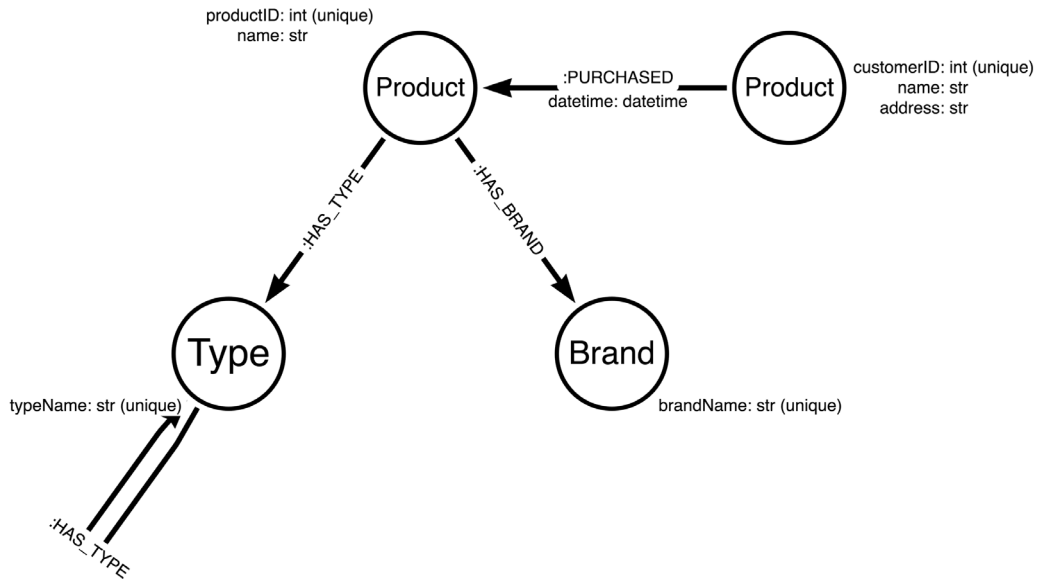 productID: int (unique)
name: str
Product
:PURCHASED
datetime: datetime
Product
customerID: int (unique)
name: str
address: str
:HAS_TYPE
:HAS_BRAND
Type
Brand
typeName: str (unique)
brandName: str (unique)
:HAS_TYPE